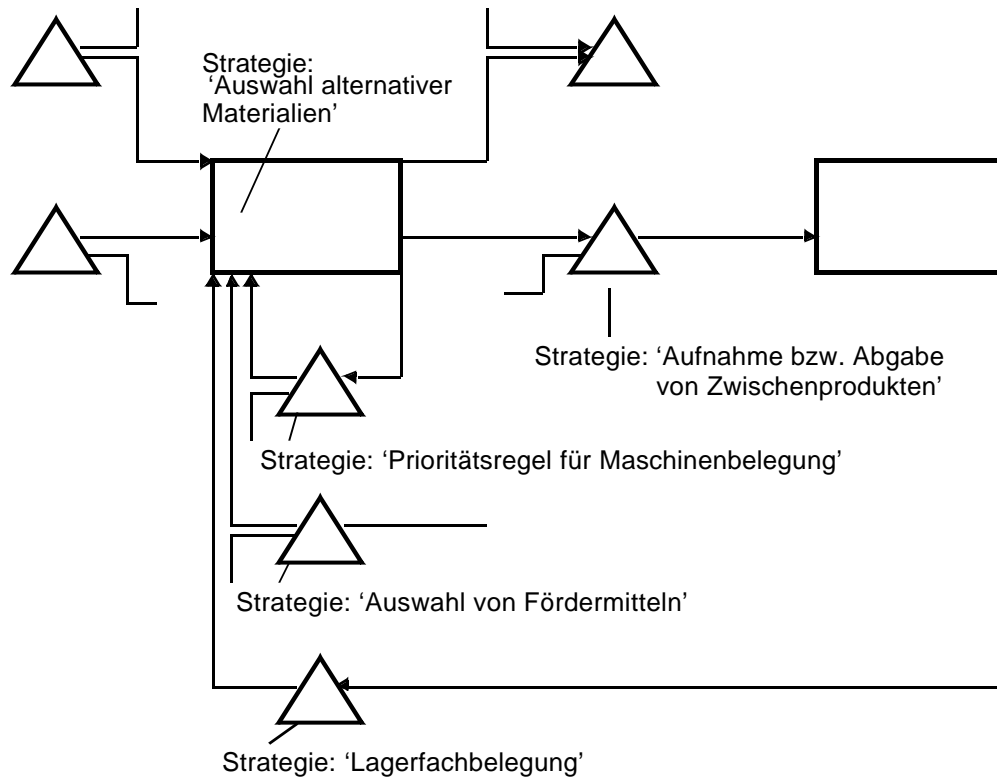 Strategie:
‘Auswahl alternativer
Materialien’
Strategie: ‘Aufnahme bzw. Abgabe
von Zwischenprodukten’
Strategie: ‘Prioritätsregel für Maschinenbelegung’
Strategie: ‘Auswahl von Fördermitteln’
Strategie: ‘Lagerfachbelegung’